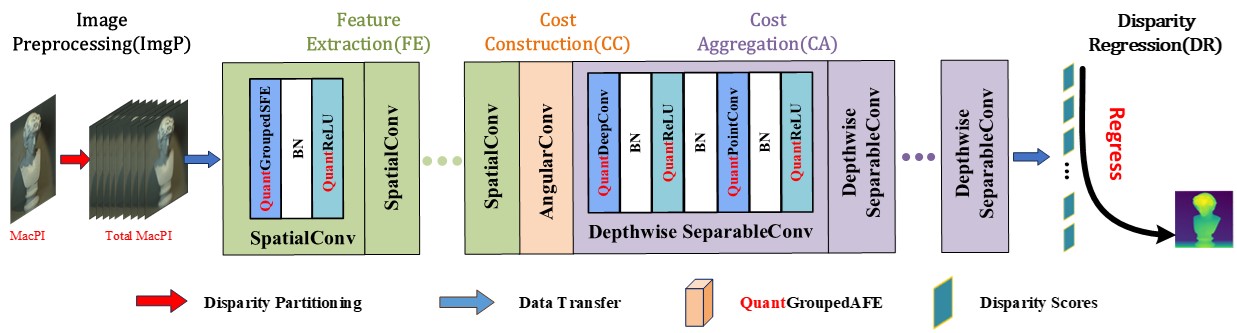 Image
Preprocessing(ImgP)
Feature
Extraction(FE)
Cost
Construction(CC)
Cost
Aggregation(CA)
Disparity
Regression(DR)
MacPI
Total MacPI
QuantGroupedSFE
BN
QuantReLU
SpatialConv
SpatialConv
SpatialConv
AngularConv
QuantDeepConv
BN
QuantReLU
BN
QuantPointConv
BN
QuantReLU
Depthwise SeparableConv
Depthwise
SeparableConv
Depthwise
SeparableConv
Regress
Disparity Partitioning
Data Transfer
QuantGroupedAFE
Disparity Scores